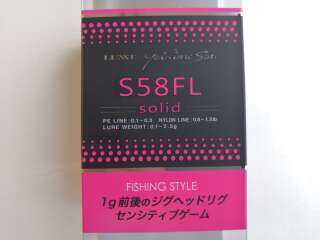 LUXXE
S58FL
solid
PE LINE:0.1-0.3 NYLON LINE:0.8-1.5lb
LURE WEIGHT:0.1-2.5g
FISHING STYLE
1g前後のジグヘッドリグ
センシティブゲーム